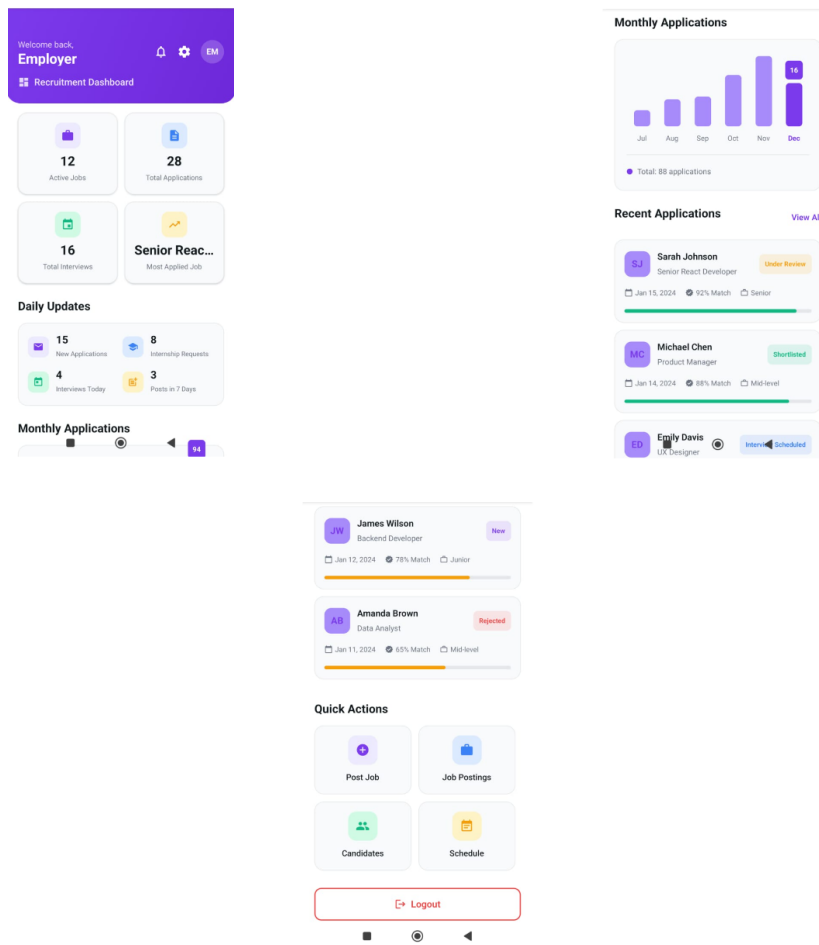 Welcome back,
Employer
EM
Recruitment Dashboard
12
Active Jobs
28
Total Applications
16
Total Interviews
Senior Reac...
Most Applied Job
Daily Updates
15
New Applications
8
Internship Requests
4
Interviews Today
3
Posts in 7 Days
Monthly Applications
94
Monthly Applications
16
Jul Aug Sep Oct Nov Dec
Total: 88 applications
Recent Applications
View Al
SJ
Sarah Johnson
Senior React Developer
Under Review
Jan 15, 2024 92% Match Senior
MC
Michael Chen
Product Manager
Shortlisted
Jan 14, 2024 88% Match Mid-level
ED
Emily Davis
UX Designer
Interview Scheduled
JW
James Wilson
Backend Developer
New
Jan 12, 2024 78% Match Junior
AB
Amanda Brown
Data Analyst
Rejected
Jan 11, 2024 65% Match Mid-level
Quick Actions
Post Job
Job Postings
Candidates
Schedule
Logout